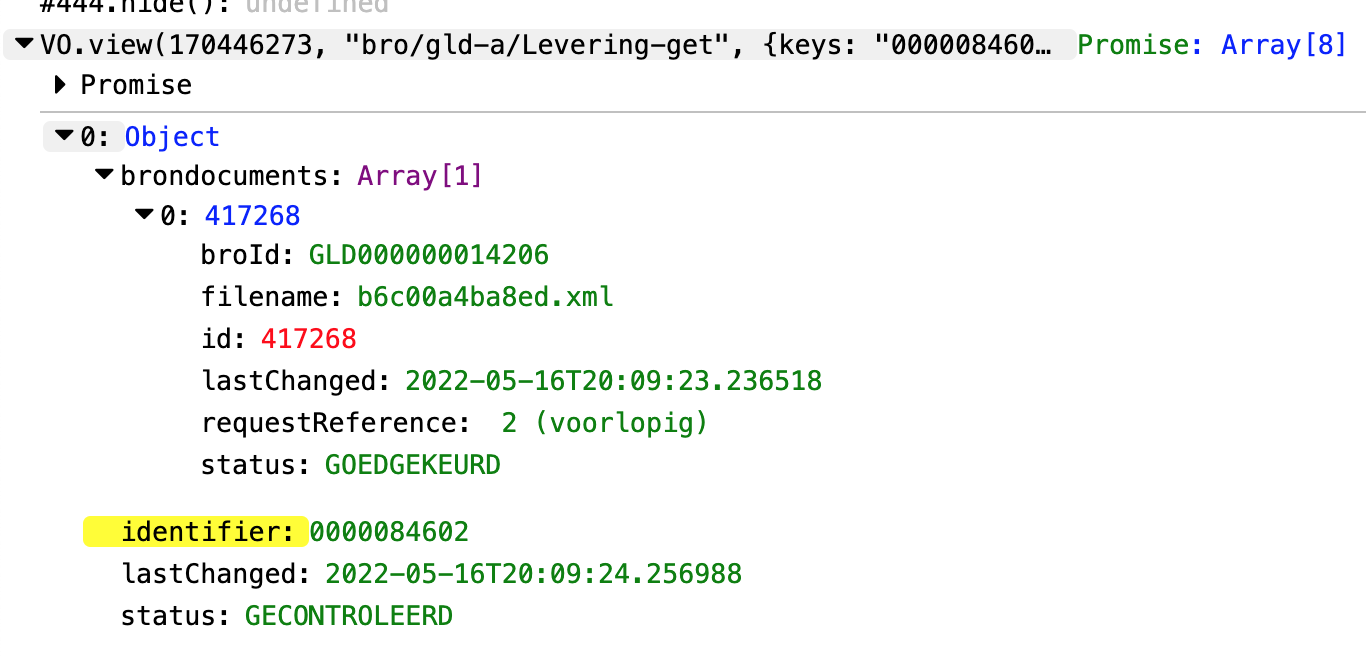 #444.hide(): undefined
VO.view(170446273, "bro/gld-a/Levering-get", {keys: "000008460… Promise: Array[8]
Promise
0: Object
brondocuments: Array[1]
0: 417268
broId: GLD000000014206
filename: b6c00a4ba8ed.xml
id: 417268
lastChanged: 2022-05-16T20:09:23.236518
requestReference: 2 (voorlopig)
status: GOEDGEKEURD
identifier: 0000084602
lastChanged: 2022-05-16T20:09:24.256988
status: GECONTROLEERD